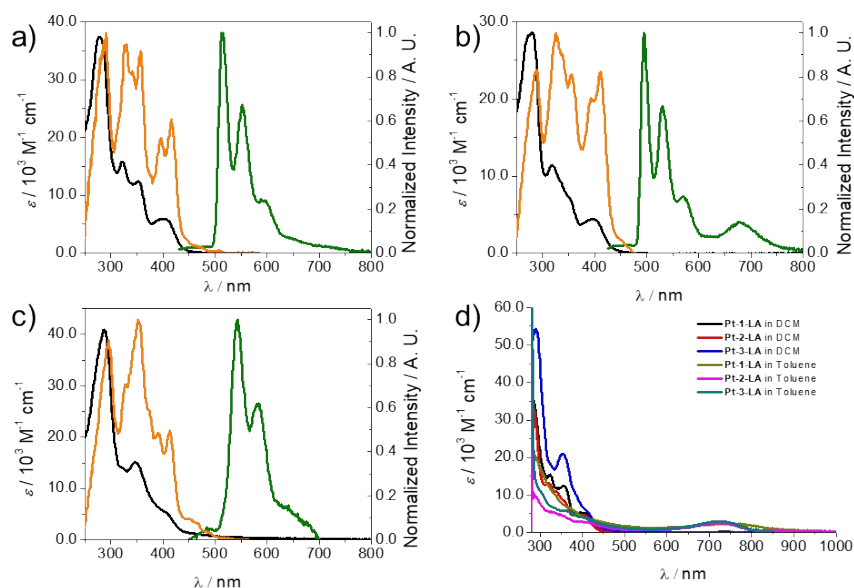 a)
40.0
30.0
20.0
10.0
0.0
ε / 10³ M⁻¹ cm⁻¹
300 400 500 600 700 800
λ / nm
1.0
0.8
0.6
0.4
0.2
0.0
Normalized Intensity / A. U.
b)
30.0
20.0
10.0
0.0
ε / 10³ M⁻¹ cm⁻¹
300 400 500 600 700 800
λ / nm
1.0
0.8
0.6
0.4
0.2
0.0
Normalized Intensity / A. U.
c)
40.0
30.0
20.0
10.0
0.0
ε / 10³ M⁻¹ cm⁻¹
300 400 500 600 700 800
λ / nm
1.0
0.8
0.6
0.4
0.2
0.0
Normalized Intensity / A. U.
d)
60.0
50.0
40.0
30.0
20.0
10.0
0.0
ε / 10³ M⁻¹ cm⁻¹
Pt-1-LA in DCM
Pt-2-LA in DCM
Pt-3-LA in DCM
Pt-1-LA in Toluene
Pt-2-LA in Toluene
Pt-3-LA in Toluene
300 400 500 600 700 800 900 1000
λ / nm